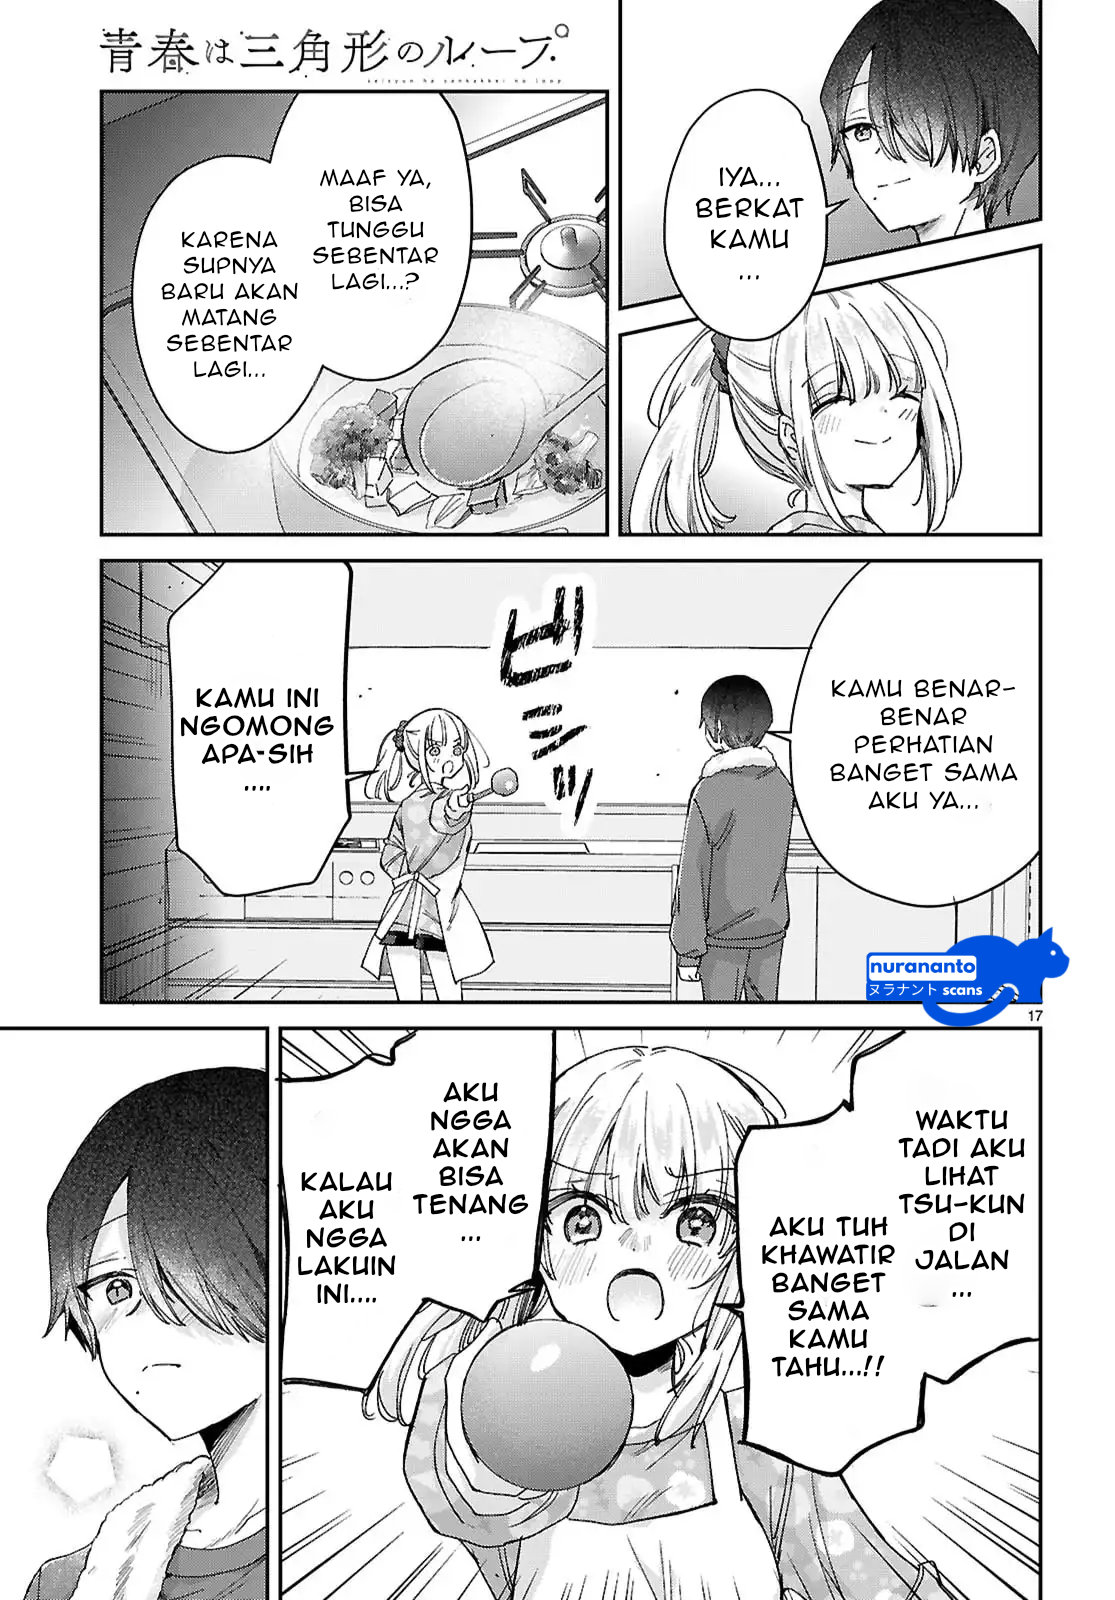 青春は三角形のループ。
seisyun ha sankakkei no loop
IYA...
BERKAT
KAMU
...
MAAF YA,
BISA
TUNGGU
SEBENTAR
LAGI...?
KARENA
SUPNYA
BARU AKAN
MATANG
SEBENTAR
LAGI...
KAMU BENAR-
BENAR
PERHATIAN
BANGET SAMA
AKU YA...
ビシッ
KAMU INI
NGOMONG
APA-SIH
....
nurananto
ヌラナント scans
17
WAKTU
TADI AKU
LIHAT
TSU-KUN
DI
JALAN
...
AKU TUH
KHAWATIR
BANGET
SAMA
KAMU
TAHU...!!
AKU
NGGA
AKAN
BISA
TENANG
...
KALAU
AKU
NGGA
LAKUIN
INI....